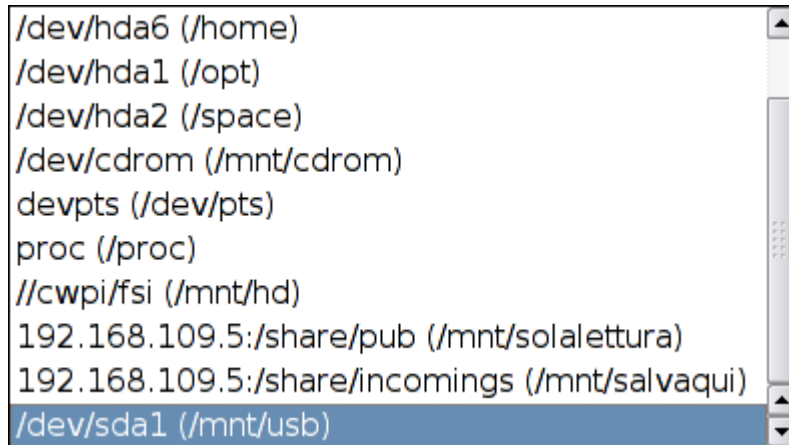 /dev/hda6 (/home)
/dev/hda1 (/opt)
/dev/hda2 (/space)
/dev/cdrom (/mnt/cdrom)
devpts (/dev/pts)
proc (/proc)
//cwpi/fsi (/mnt/hd)
192.168.109.5:/share/pub (/mnt/solalettura)
192.168.109.5:/share/incomings (/mnt/salvaqui)
/dev/sda1 (/mnt/usb)